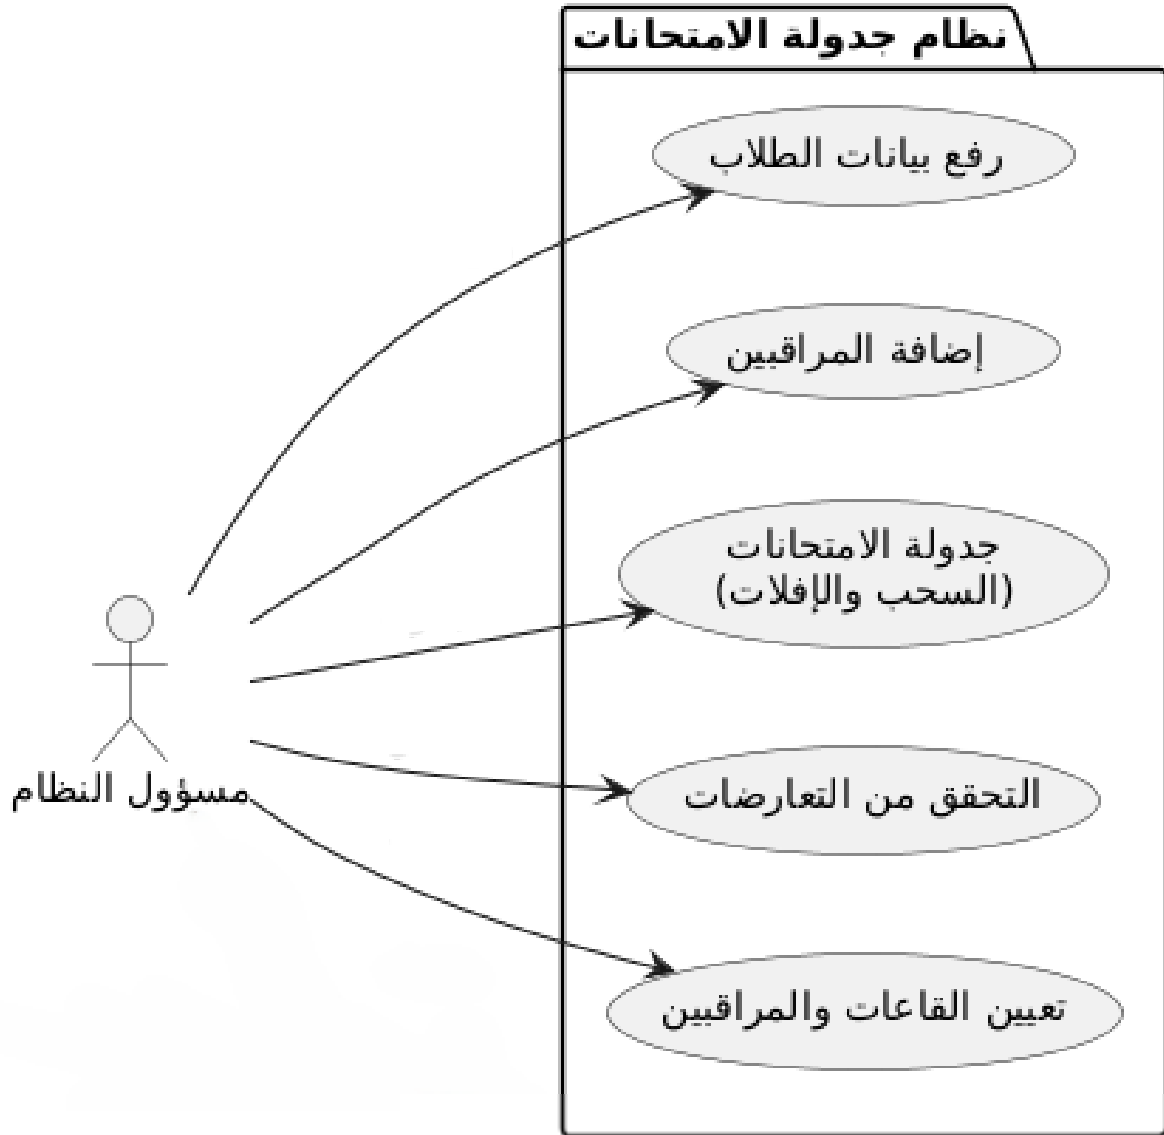 نظام جدولة الامتحانات
رفع بيانات الطلاب
إضافة المراقبين
جدولة الامتحانات
(السحب والإفلات)
التحقق من التعارضات
مسؤول النظام
تعيين القاعات والمراقبين